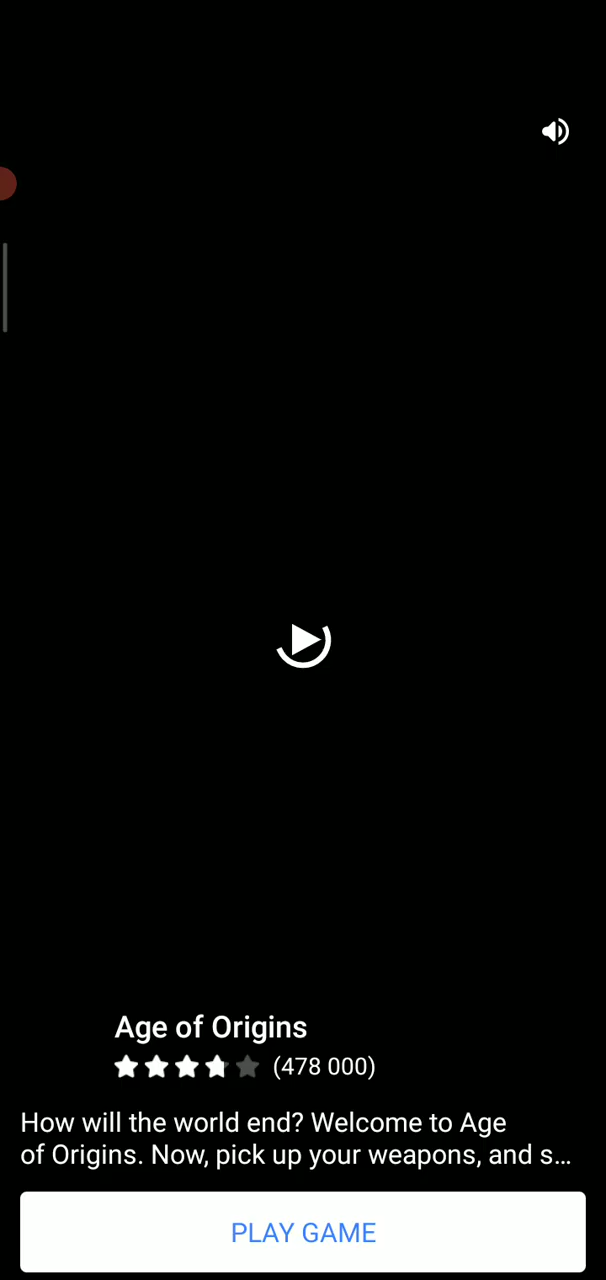 Age of Origins
(478 000)
How will the world end? Welcome to Age
of Origins. Now, pick up your weapons, and s...
PLAY GAME